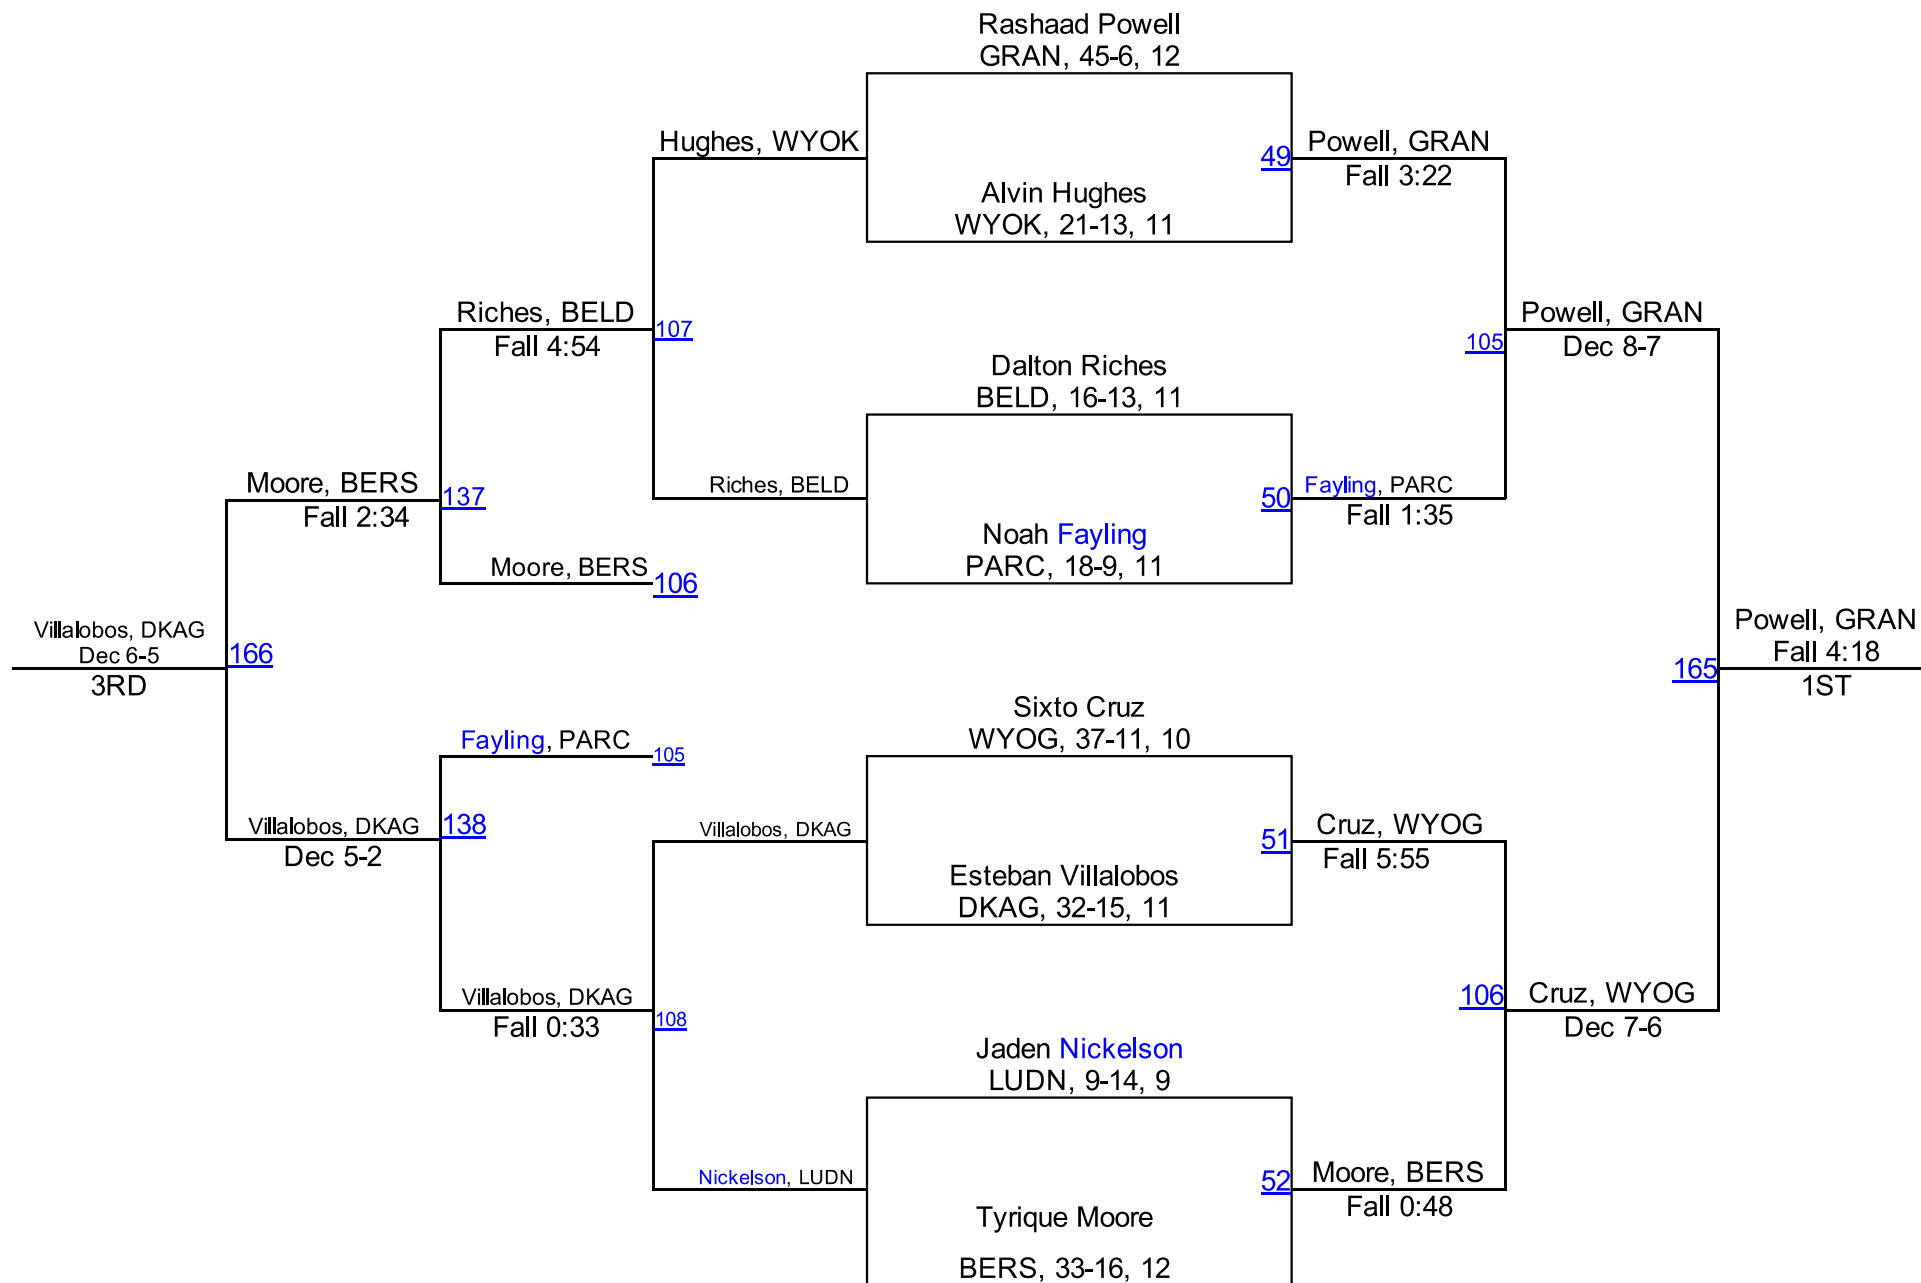 Rashaad Powell
GRAN, 45-6, 12
Hughes, WYOK
49
Powell, GRAN
Fall 3:22
Alvin Hughes
WYOK, 21-13, 11
Riches, BELD
Fall 4:54
107
105
Powell, GRAN
Dec 8-7
Dalton Riches
BELD, 16-13, 11
Moore, BERS
Fall 2:34
137
Riches, BELD
50
Fayling, PARC
Fall 1:35
Noah Fayling
PARC, 18-9, 11
Moore, BERS
106
Villalobos, DKAG
Dec 6-5
3RD
166
165
Powell, GRAN
Fall 4:18
1ST
Sixto Cruz
WYOG, 37-11, 10
Fayling, PARC
105
Villalobos, DKAG
Dec 5-2
138
Villalobos, DKAG
51
Cruz, WYOG
Fall 5:55
Esteban Villalobos
DKAG, 32-15, 11
Villalobos, DKAG
Fall 0:33
108
106
Cruz, WYOG
Dec 7-6
Jaden Nickelson
LUDN, 9-14, 9
Nickelson, LUDN
52
Moore, BERS
Fall 0:48
Tyrique Moore
BERS, 33-16, 12